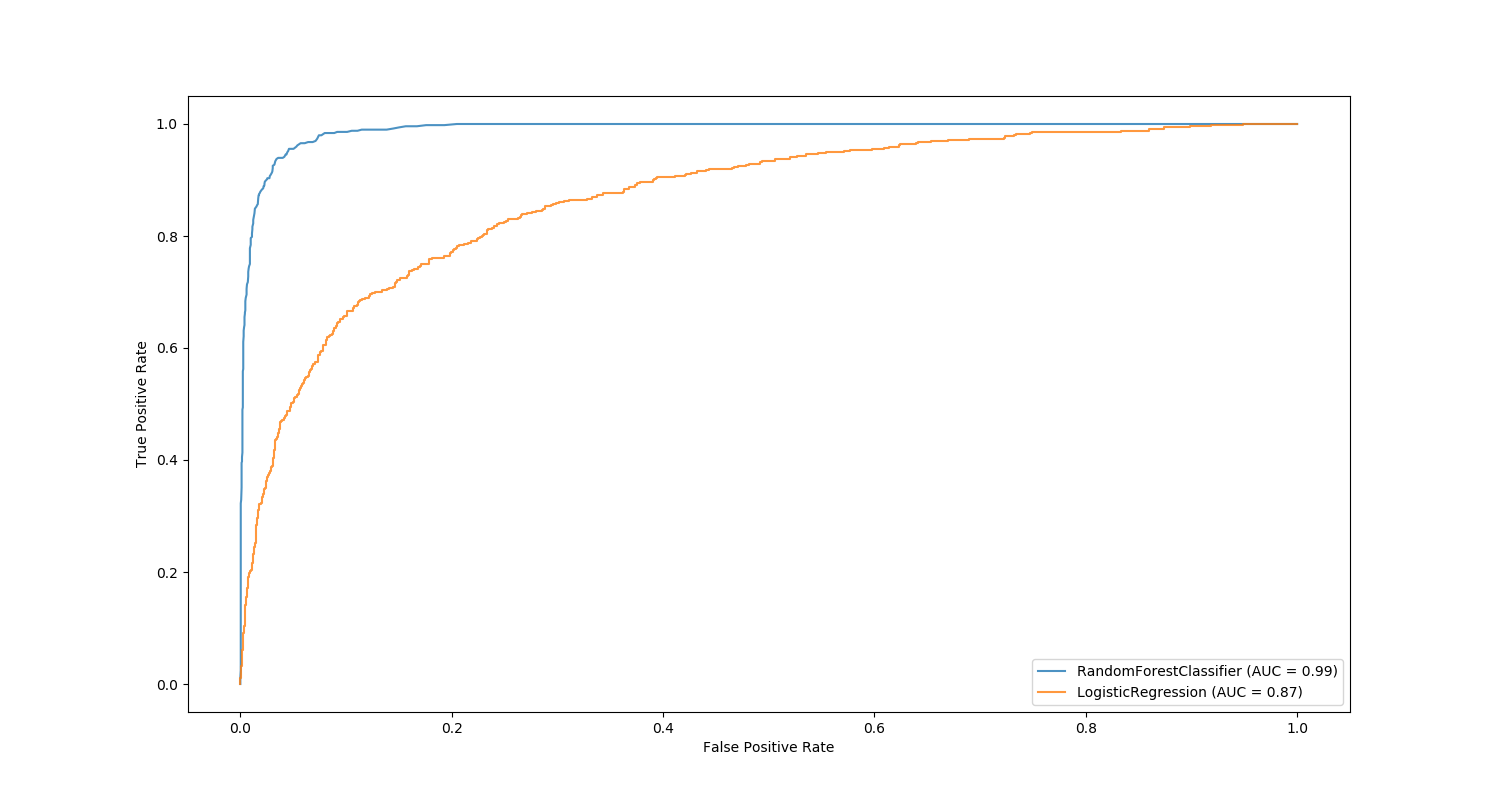 1.0
0.8
0.6
0.4
0.2
0.0
True Positive Rate
0.0 0.2 0.4 0.6 0.8 1.0
False Positive Rate
RandomForestClassifier (AUC = 0.99)
LogisticRegression (AUC = 0.87)